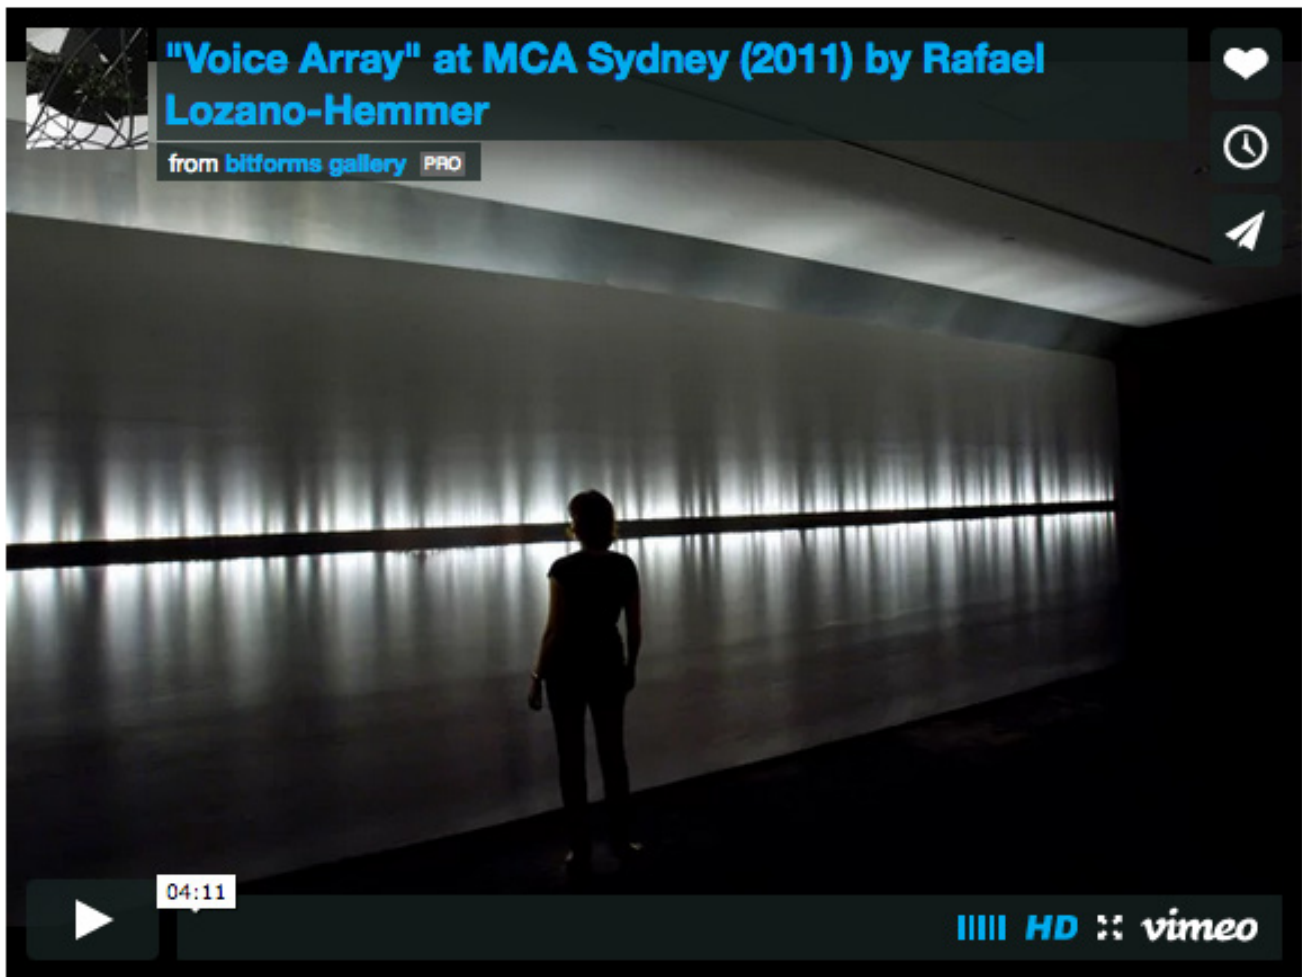 "Voice Array" at MCA Sydney (2011) by Rafael
Lozano-Hemmer
from bitforms gallery PRO
04:11
HD vimeo